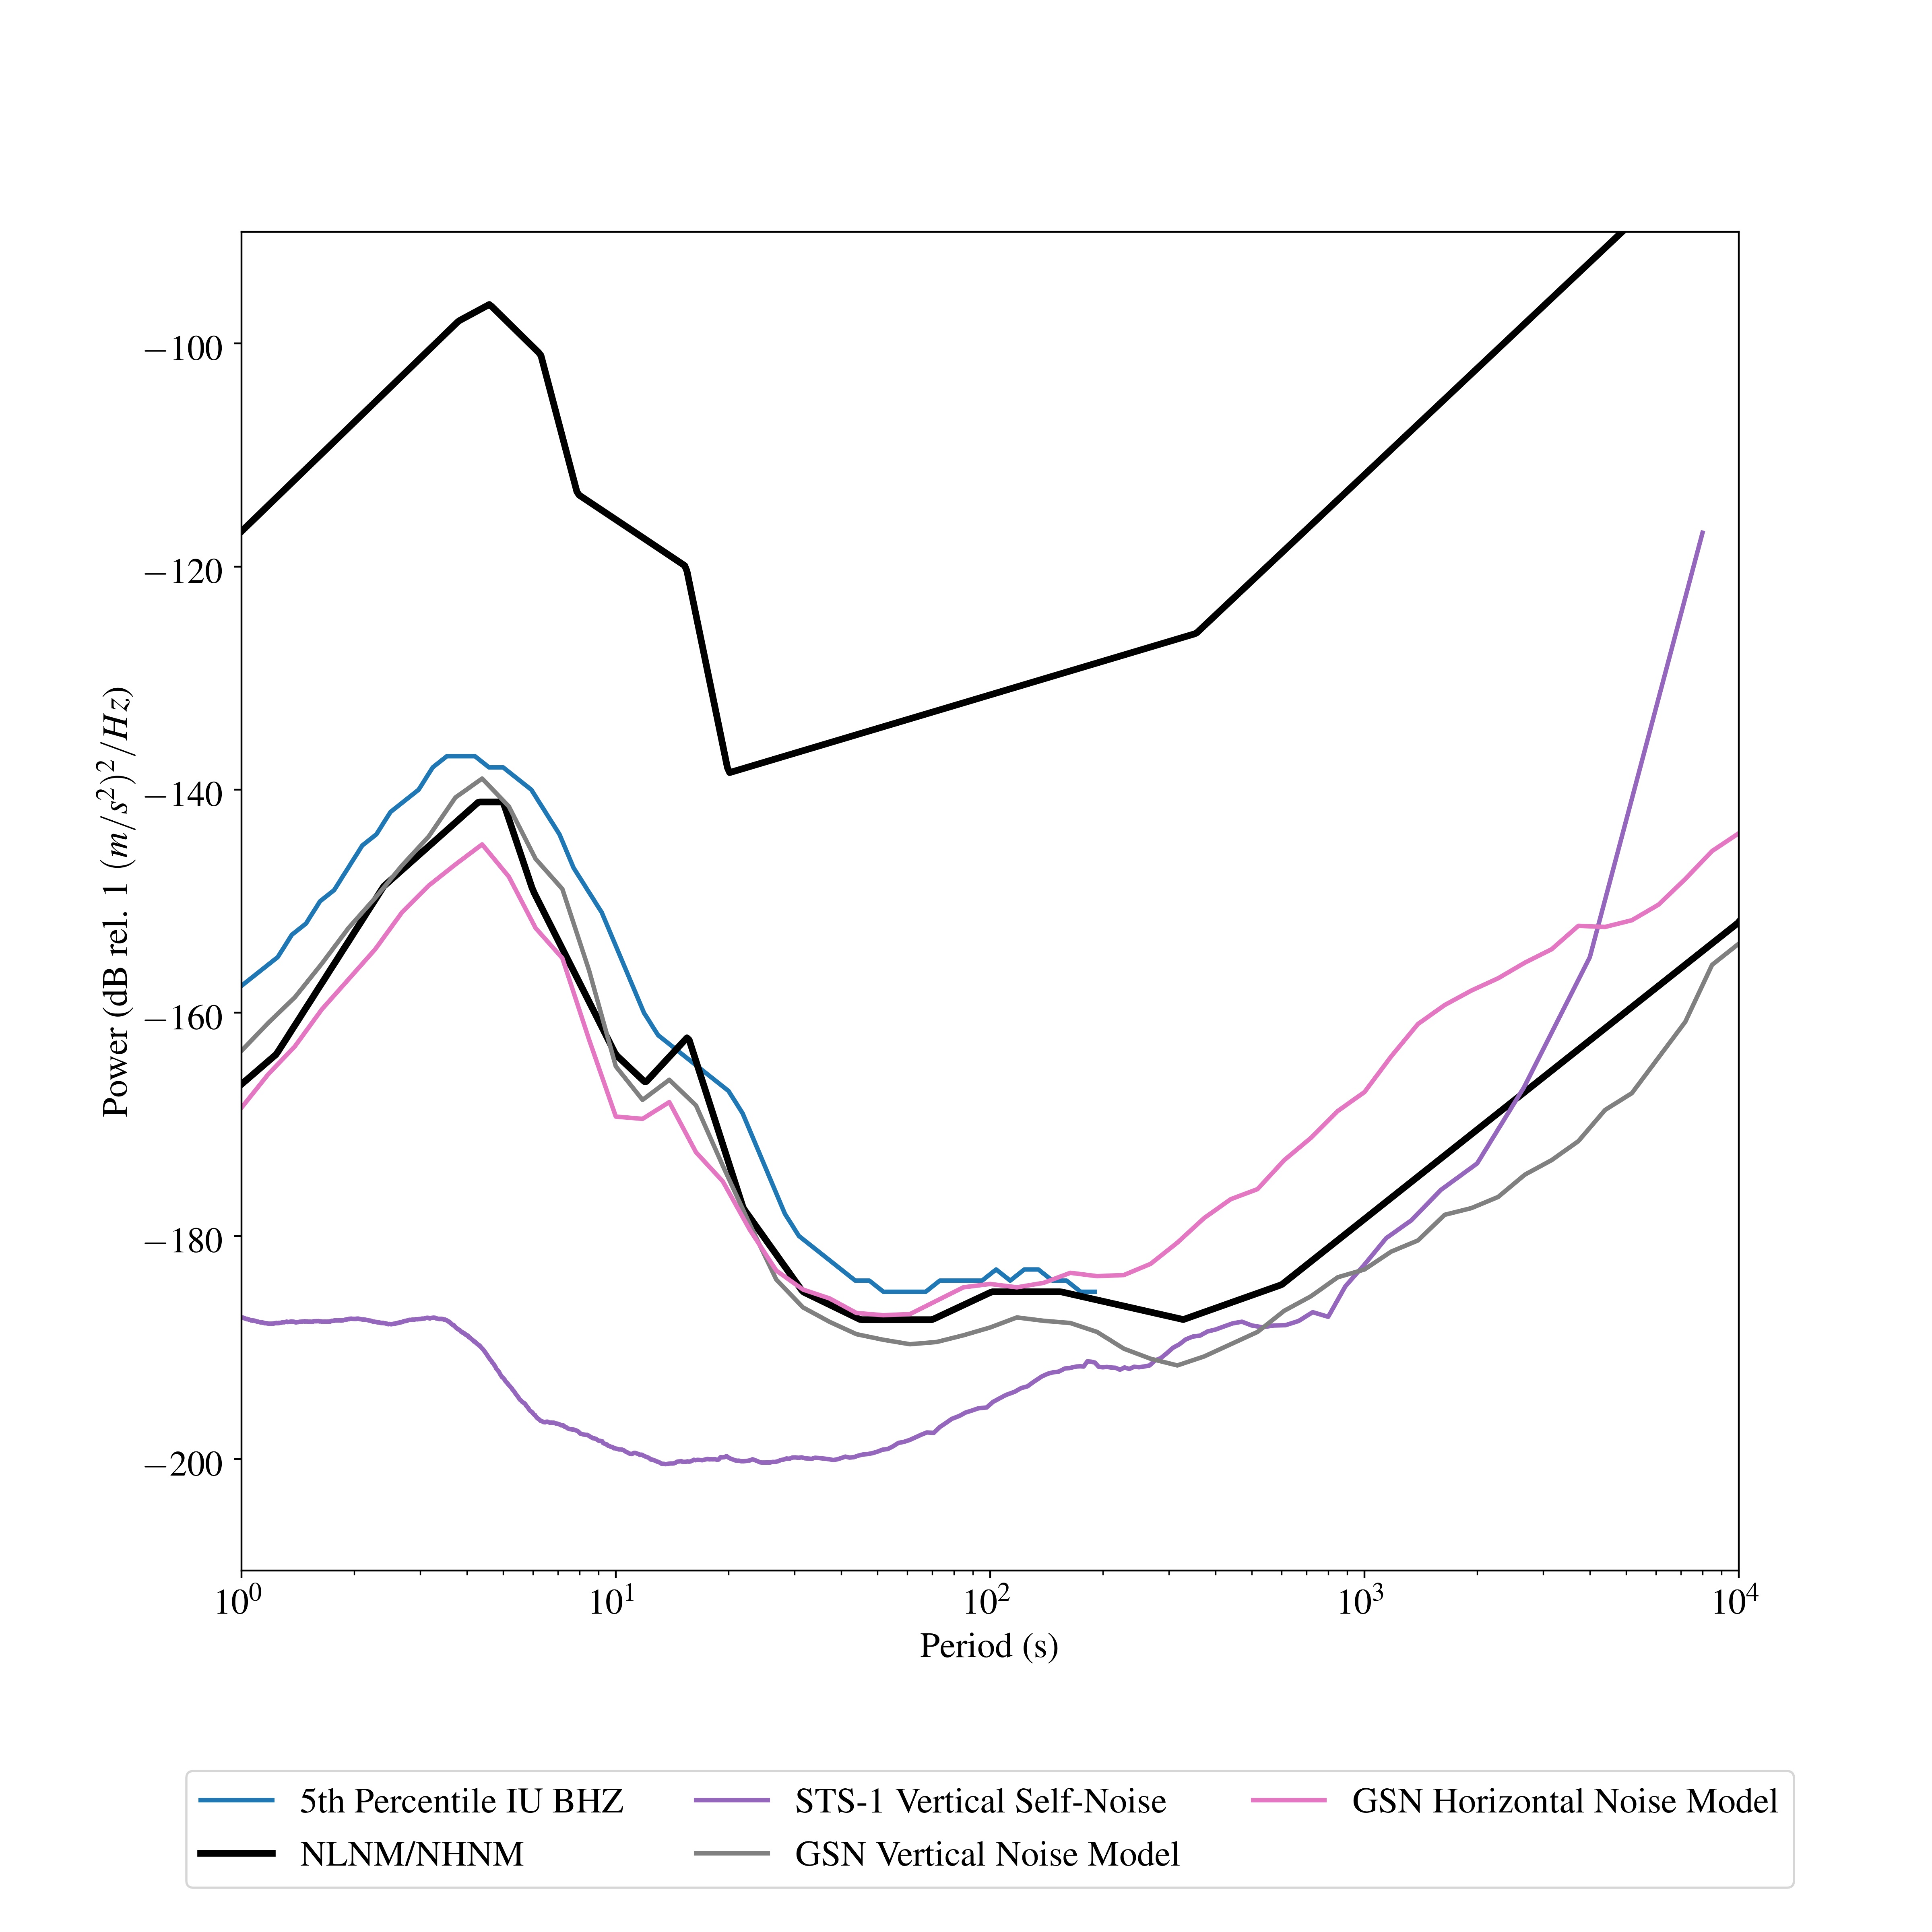 −100
−120
−140
−160
−180
−200
Power (dB rel. 1 (m/s²)²/Hz)
10⁰ 10¹ 10² 10³ 10⁴
Period (s)
5th Percentile IU BHZ STS-1 Vertical Self-Noise GSN Horizontal Noise Model
NLNM/NHNM GSN Vertical Noise Model